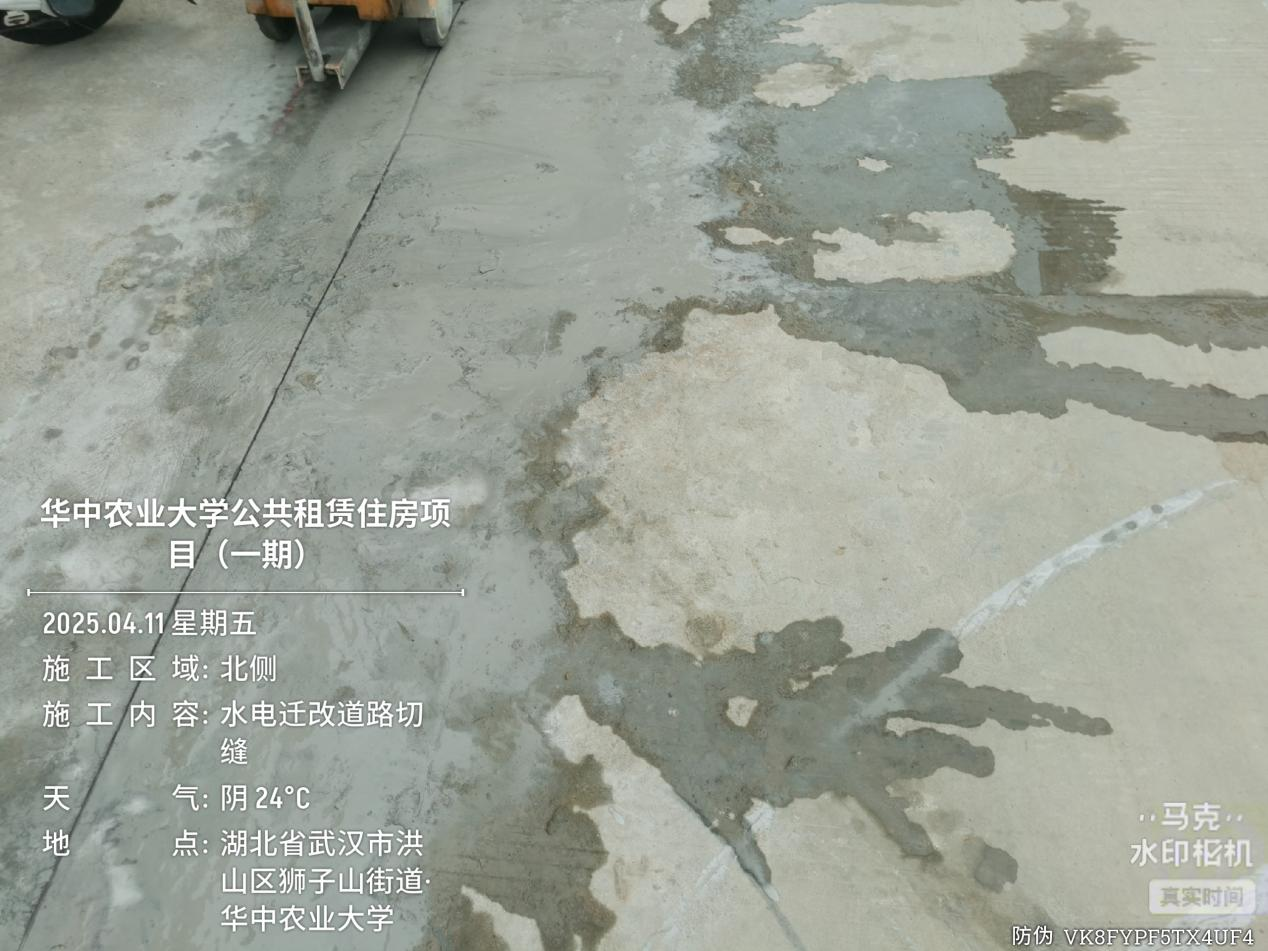 华中农业大学公共租赁住房项
目（一期）
2025.04.11 星期五
施工区域：北侧
施工内容：水电迁改道路切
缝
天气：阴 24°C
地点：湖北省武汉市洪
山区狮子山街道·
华中农业大学
马克
水印相机
真实时间
防伪 VK8FYPF5TX4UF4